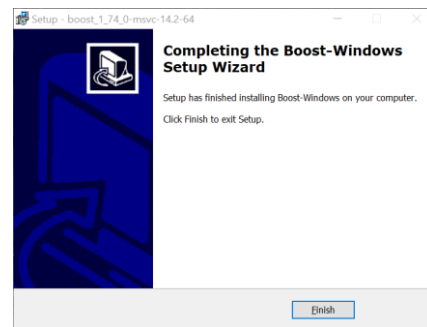 Setup - boost_1_74_0-msvc-14.2-64
Completing the Boost-Windows
Setup Wizard
Setup has finished installing Boost-Windows on your computer.
Click Finish to exit Setup.
Finish